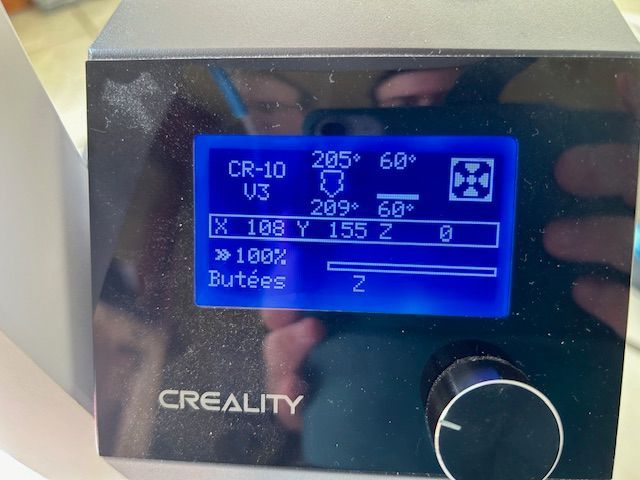 CR-10 205° 60°
V3
209° 60°
X 108 Y 155 Z 0
»100%
Butées Z
CREALITY